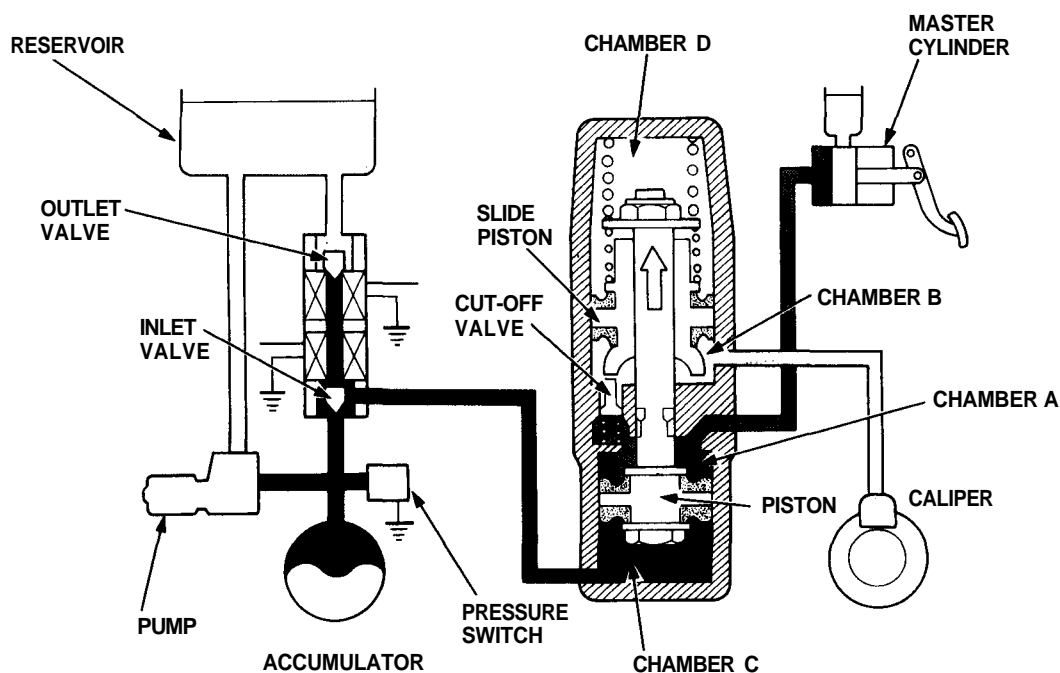 RESERVOIR
CHAMBER D
MASTER
CYLINDER
OUTLET
VALVE
SLIDE
PISTON
CUT-OFF
VALVE
CHAMBER B
INLET
VALVE
CHAMBER A
PISTON
CALIPER
PUMP
PRESSURE
SWITCH
ACCUMULATOR
CHAMBER C